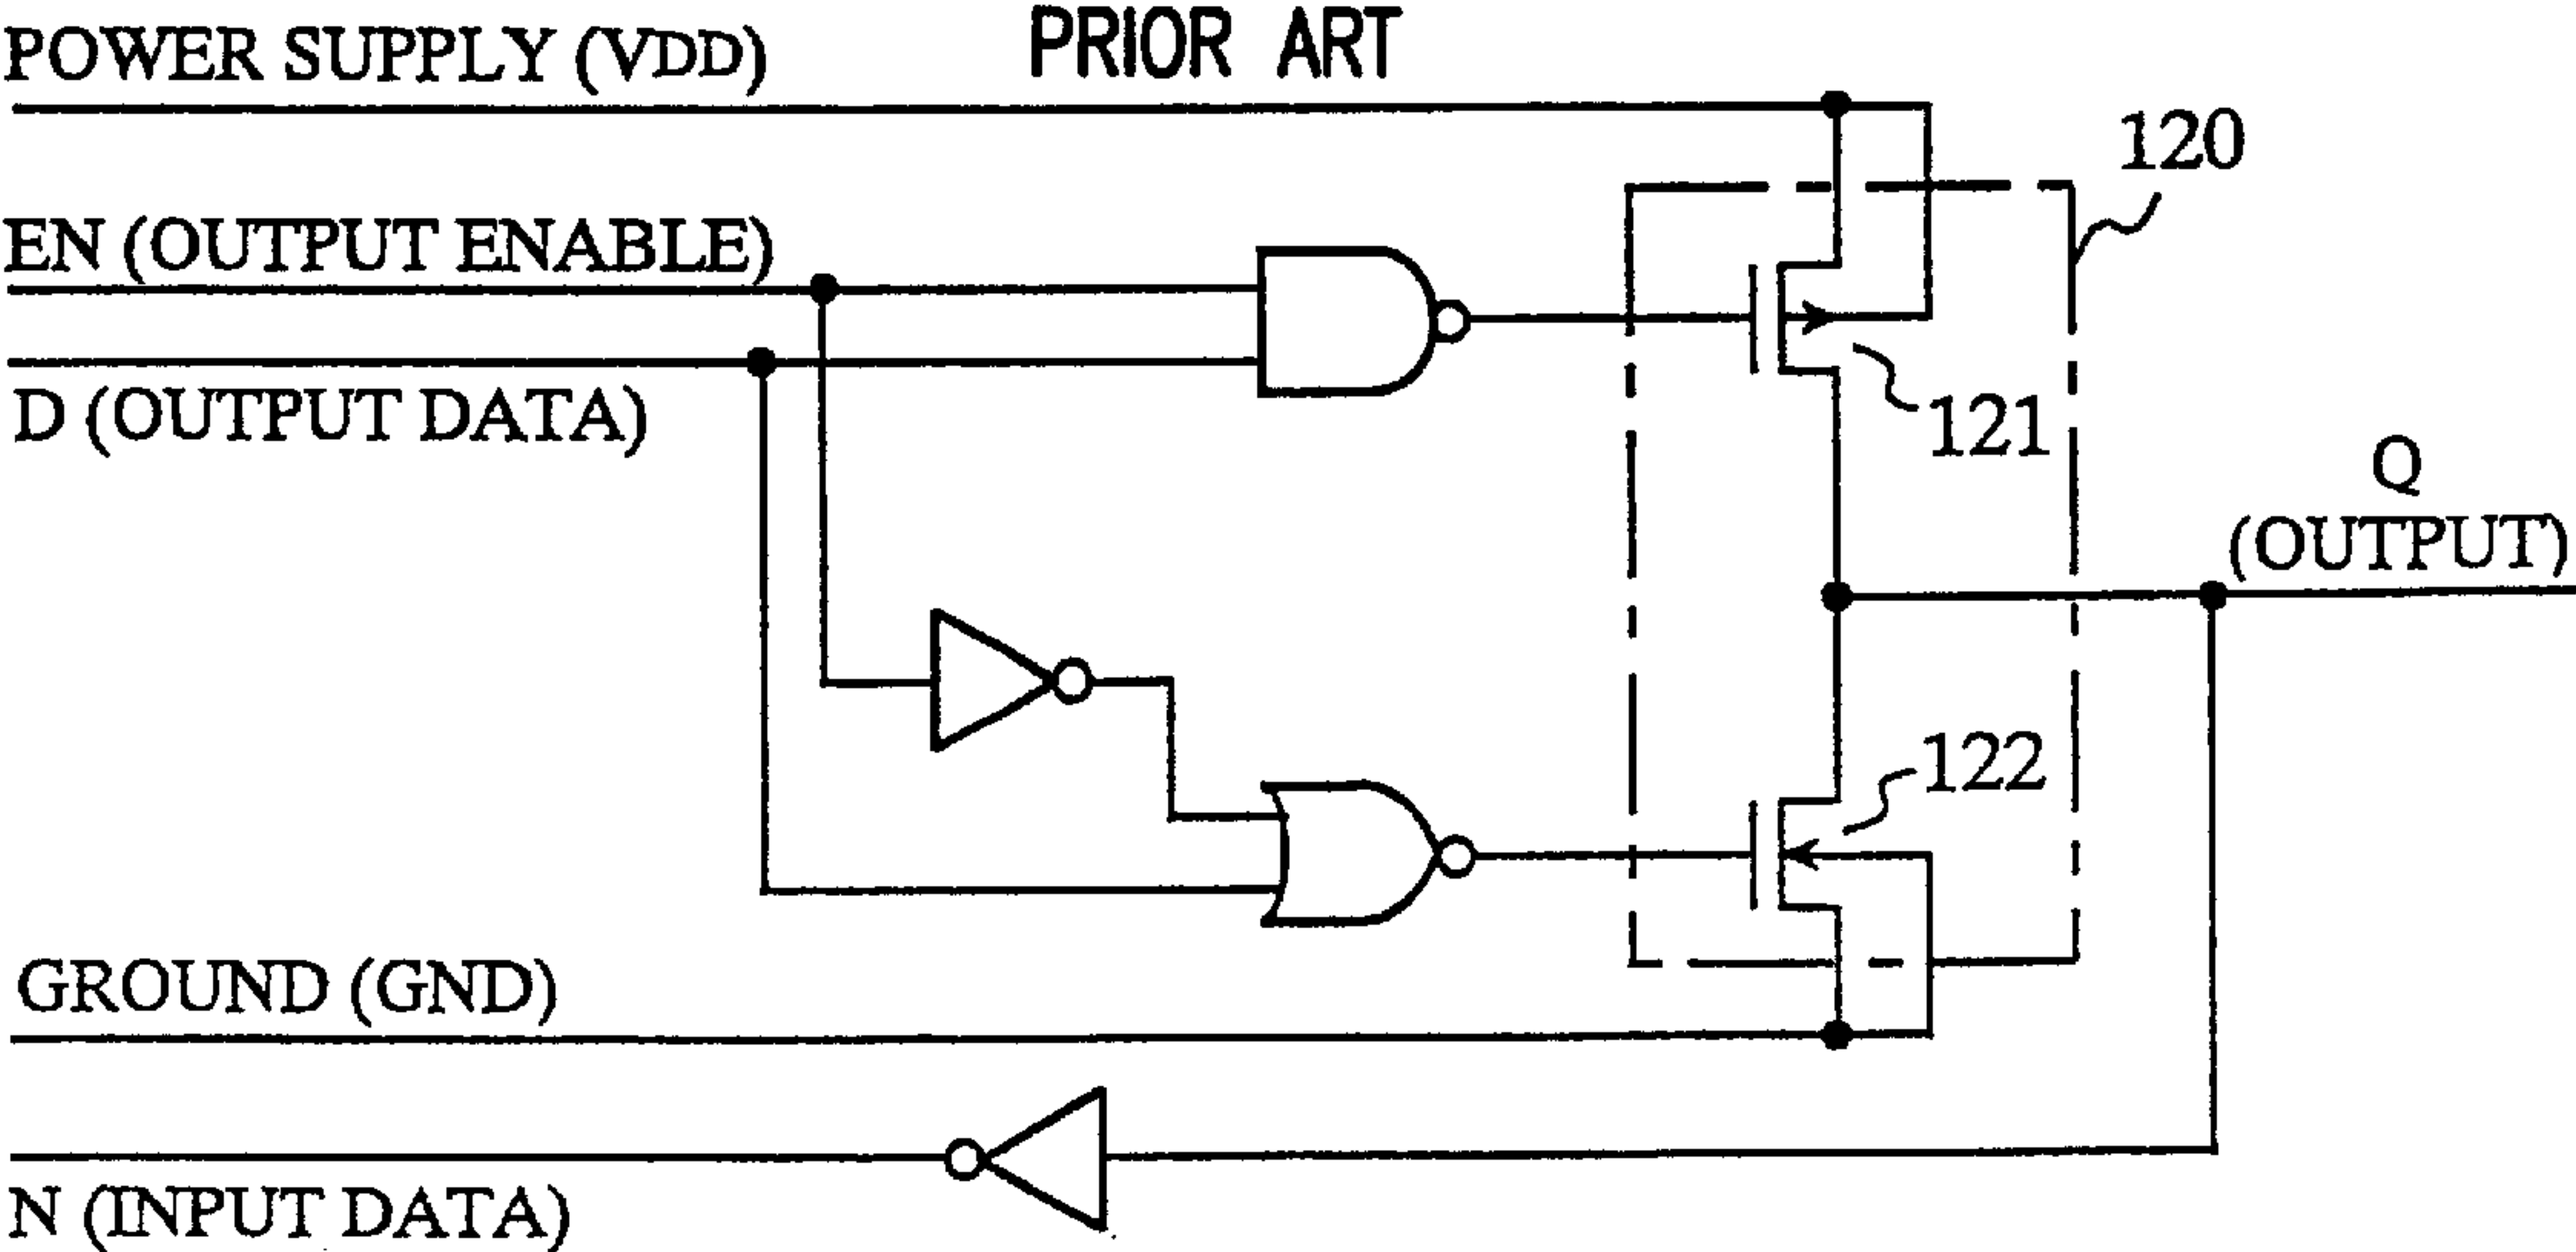 PRIOR ART
POWER SUPPLY (VDD)
120
EN (OUTPUT ENABLE)
D (OUTPUT DATA)
121
Q
(OUTPUT)
122
GROUND (GND)
N (INPUT DATA)